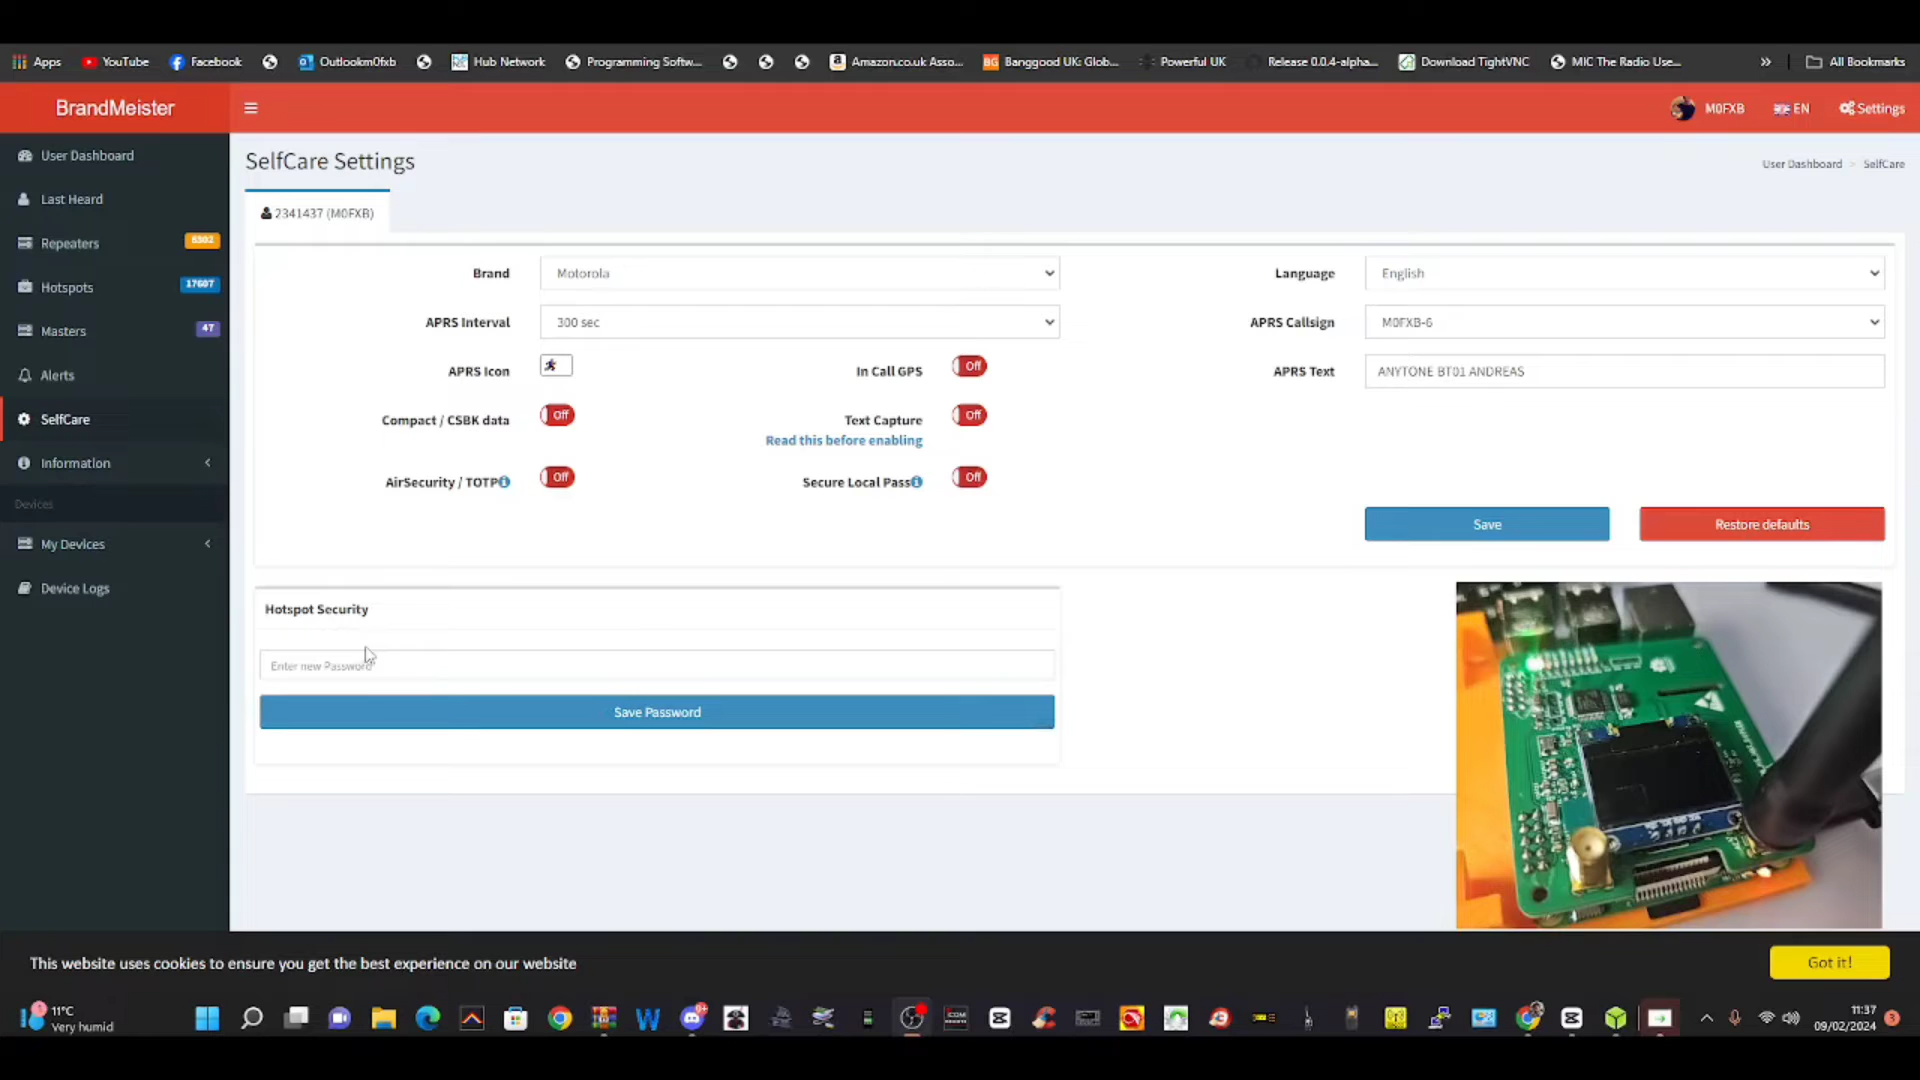 Apps YouTube Facebook Outlookm0fxb Hub Network Programming Softw... Amazon.co.uk Asso... BG Banggood UK: Glob... Powerful UK Release 0.0.4-alpha... Download TightVNC MIC The Radio Use... » All Bookmarks
BrandMeister M0FXB EN Settings
User Dashboard
Last Heard
Repeaters 6302
Hotspots 17607
Masters 47
Alerts
SelfCare
Information
Devices
My Devices
Device Logs
SelfCare Settings
User Dashboard > SelfCare
2341437 (M0FXB)
Brand Motorola Language English
APRS Interval 300 sec APRS Callsign M0FXB-6
APRS Icon In Call GPS Off APRS Text ANYTONE BT01 ANDREAS
Compact / CSBK data Off Text Capture Off
Read this before enabling
AirSecurity / TOTP Off Secure Local Pass Off
Save Restore defaults
Hotspot Security
Enter new Password
Save Password
This website uses cookies to ensure you get the best experience on our website
Got it!
11°C
Very humid
11:37
09/02/2024
3